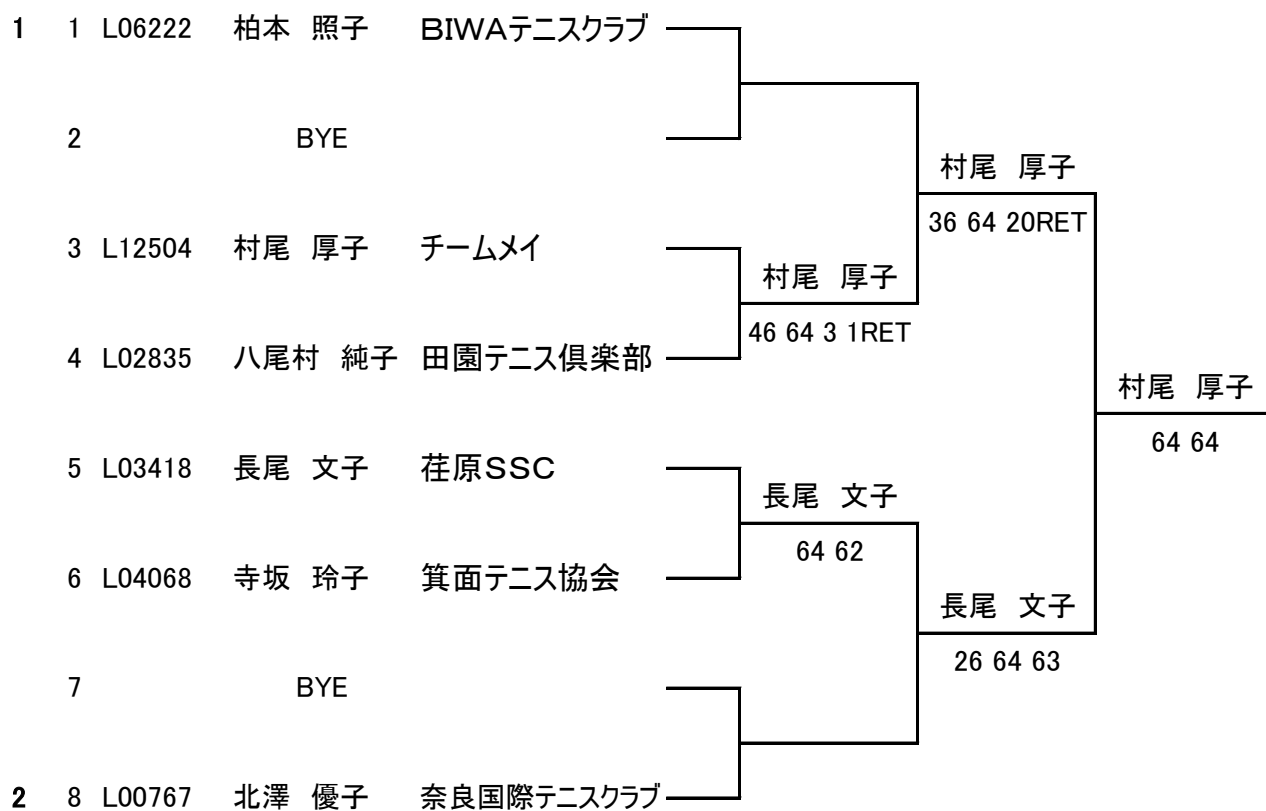 1 1 L06222 柏本 照子 BIWAテニスクラブ
2 BYE
村尾 厚子
36 64 20RET
3 L12504 村尾 厚子 チームメイ
村尾 厚子
46 64 3 1RET
4 L02835 八尾村 純子 田園テニス倶楽部
村尾 厚子
64 64
5 L03418 長尾 文子 荏原SSC
長尾 文子
64 62
6 L04068 寺坂 玲子 箕面テニス協会
長尾 文子
26 64 63
7 BYE
2 8 L00767 北澤 優子 奈良国際テニスクラブ